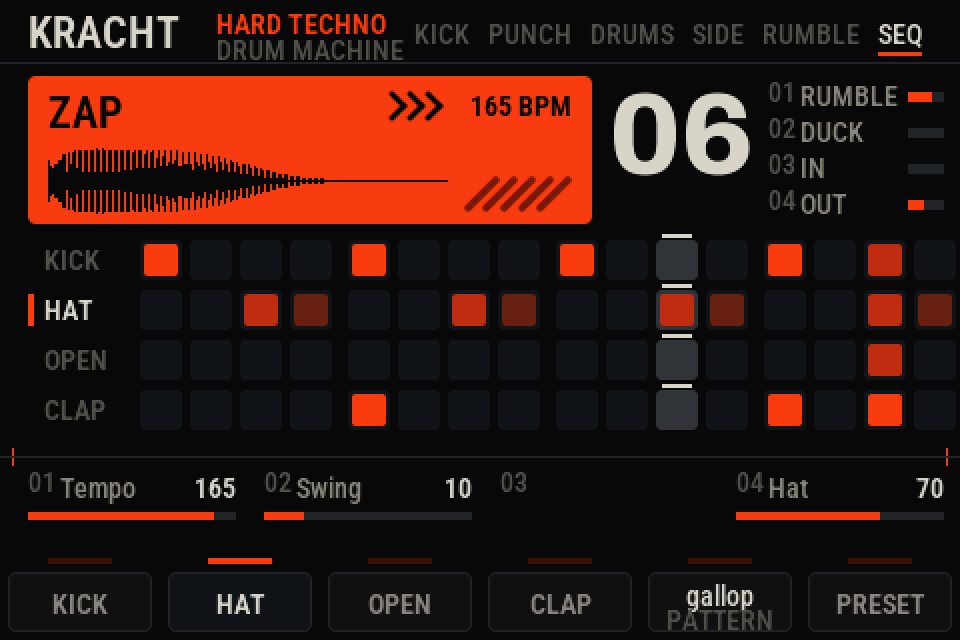 KRACHT HARD TECHNO KICK PUNCH DRUMS SIDE RUMBLE SEQ
DRUM MACHINE
ZAP 165 BPM 06
01 RUMBLE
02 DUCK
03 IN
04 OUT
KICK
HAT
OPEN
CLAP
01 Tempo 165 02 Swing 10 03 04 Hat 70
KICK HAT OPEN CLAP gallop PRESET
PATTERN